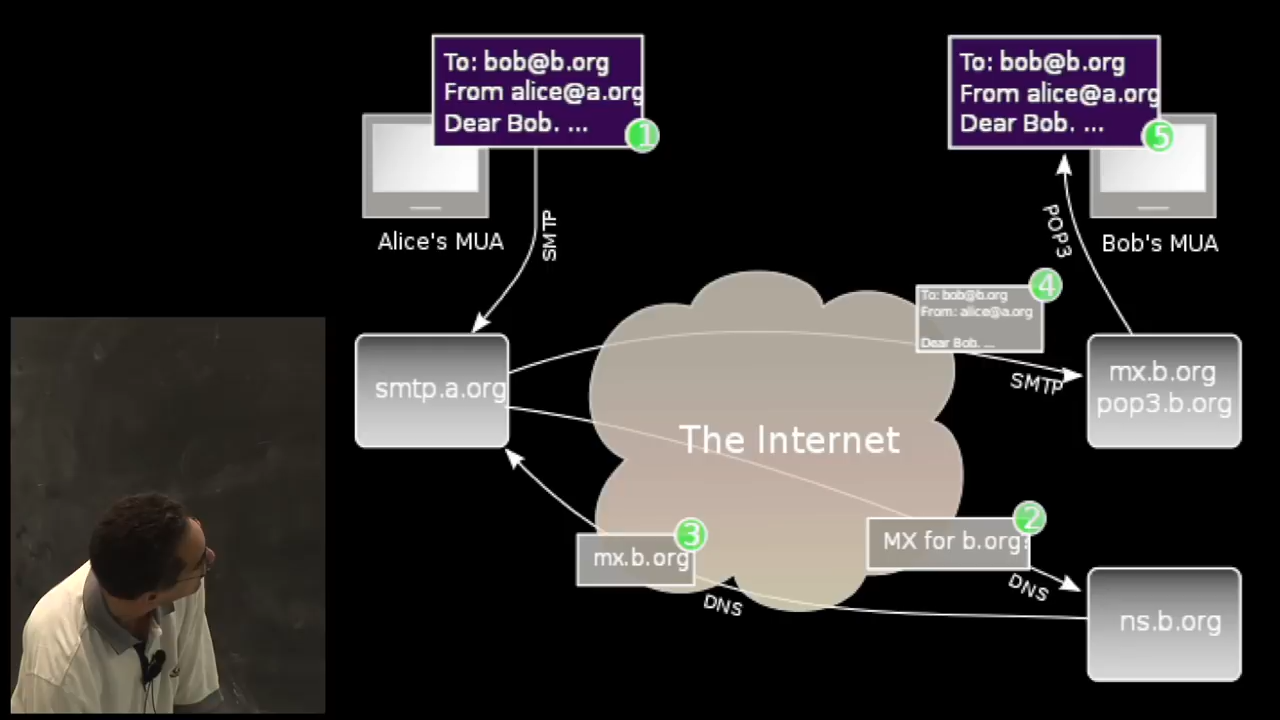 To: bob@b.org
From alice@a.org
Dear Bob. ...
1
To: bob@b.org
From alice@a.org
Dear Bob. ...
5
SMTP
POP3
Alice's MUA
Bob's MUA
4
To: bob@b.org
From: alice@a.org
Dear Bob. ...
smtp.a.org
SMTP
mx.b.org
pop3.b.org
The Internet
3
mx.b.org
2
MX for b.org?
DNS
DNS
ns.b.org